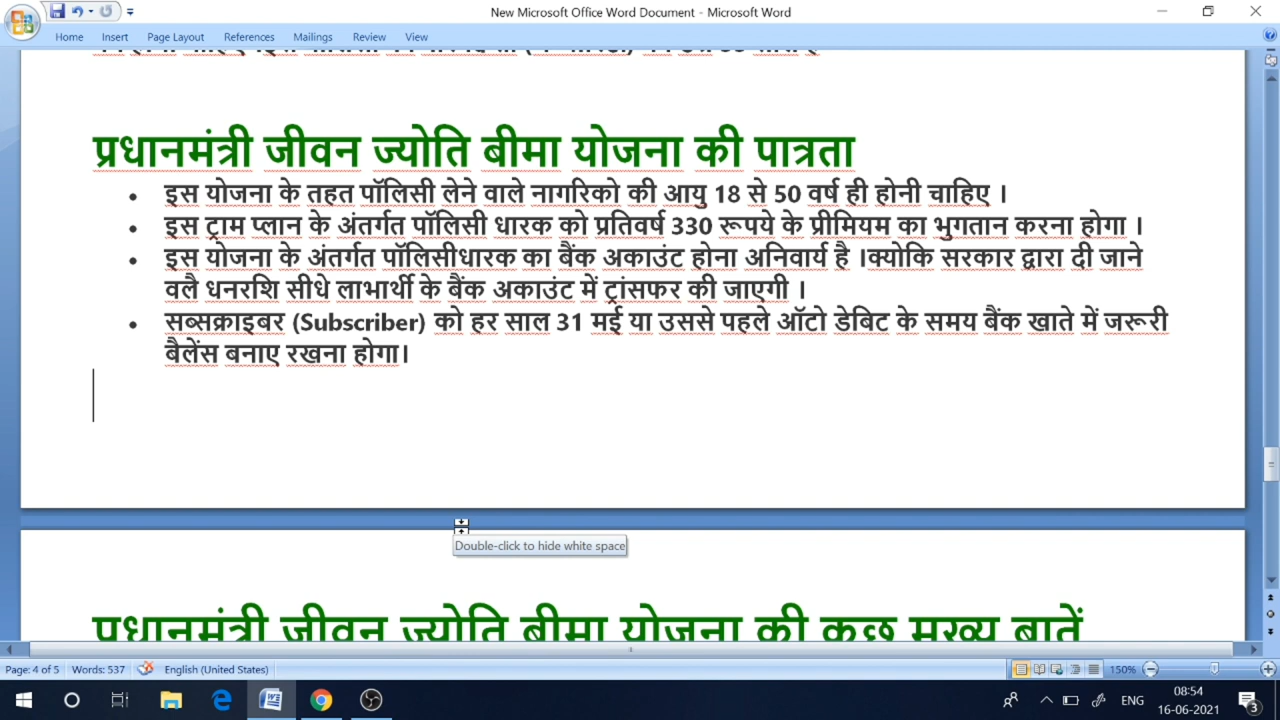 New Microsoft Office Word Document - Microsoft Word
Home Insert Page Layout References Mailings Review View
प्रधानमंत्री जीवन ज्योति बीमा योजना की पात्रता
इस योजना के तहत पॉलिसी लेने वाले नागरिको की आयु 18 से 50 वर्ष ही होनी चाहिए ।
इस ट्राम प्लान के अंतर्गत पॉलिसी धारक को प्रतिवर्ष 330 रूपये के प्रीमियम का भुगतान करना होगा ।
इस योजना के अंतर्गत पॉलिसीधारक का बैंक अकाउंट होना अनिवार्य है ।क्योकि सरकार द्वारा दी जाने
वलै धनरशि सीधे लाभार्थी के बैंक अकाउंट में ट्रांसफर की जाएगी ।
सब्सक्राइबर (Subscriber) को हर साल 31 मई या उससे पहले ऑटो डेबिट के समय बैंक खाते में जरूरी
बैलेंस बनाए रखना होगा।
Double-click to hide white space
प्रधानमंत्री जीवन ज्योति बीमा योजना की कुछ मुख्य बातें
Page: 4 of 5 Words: 537 English (United States) 150%
ENG 08:54
16-06-2021 3